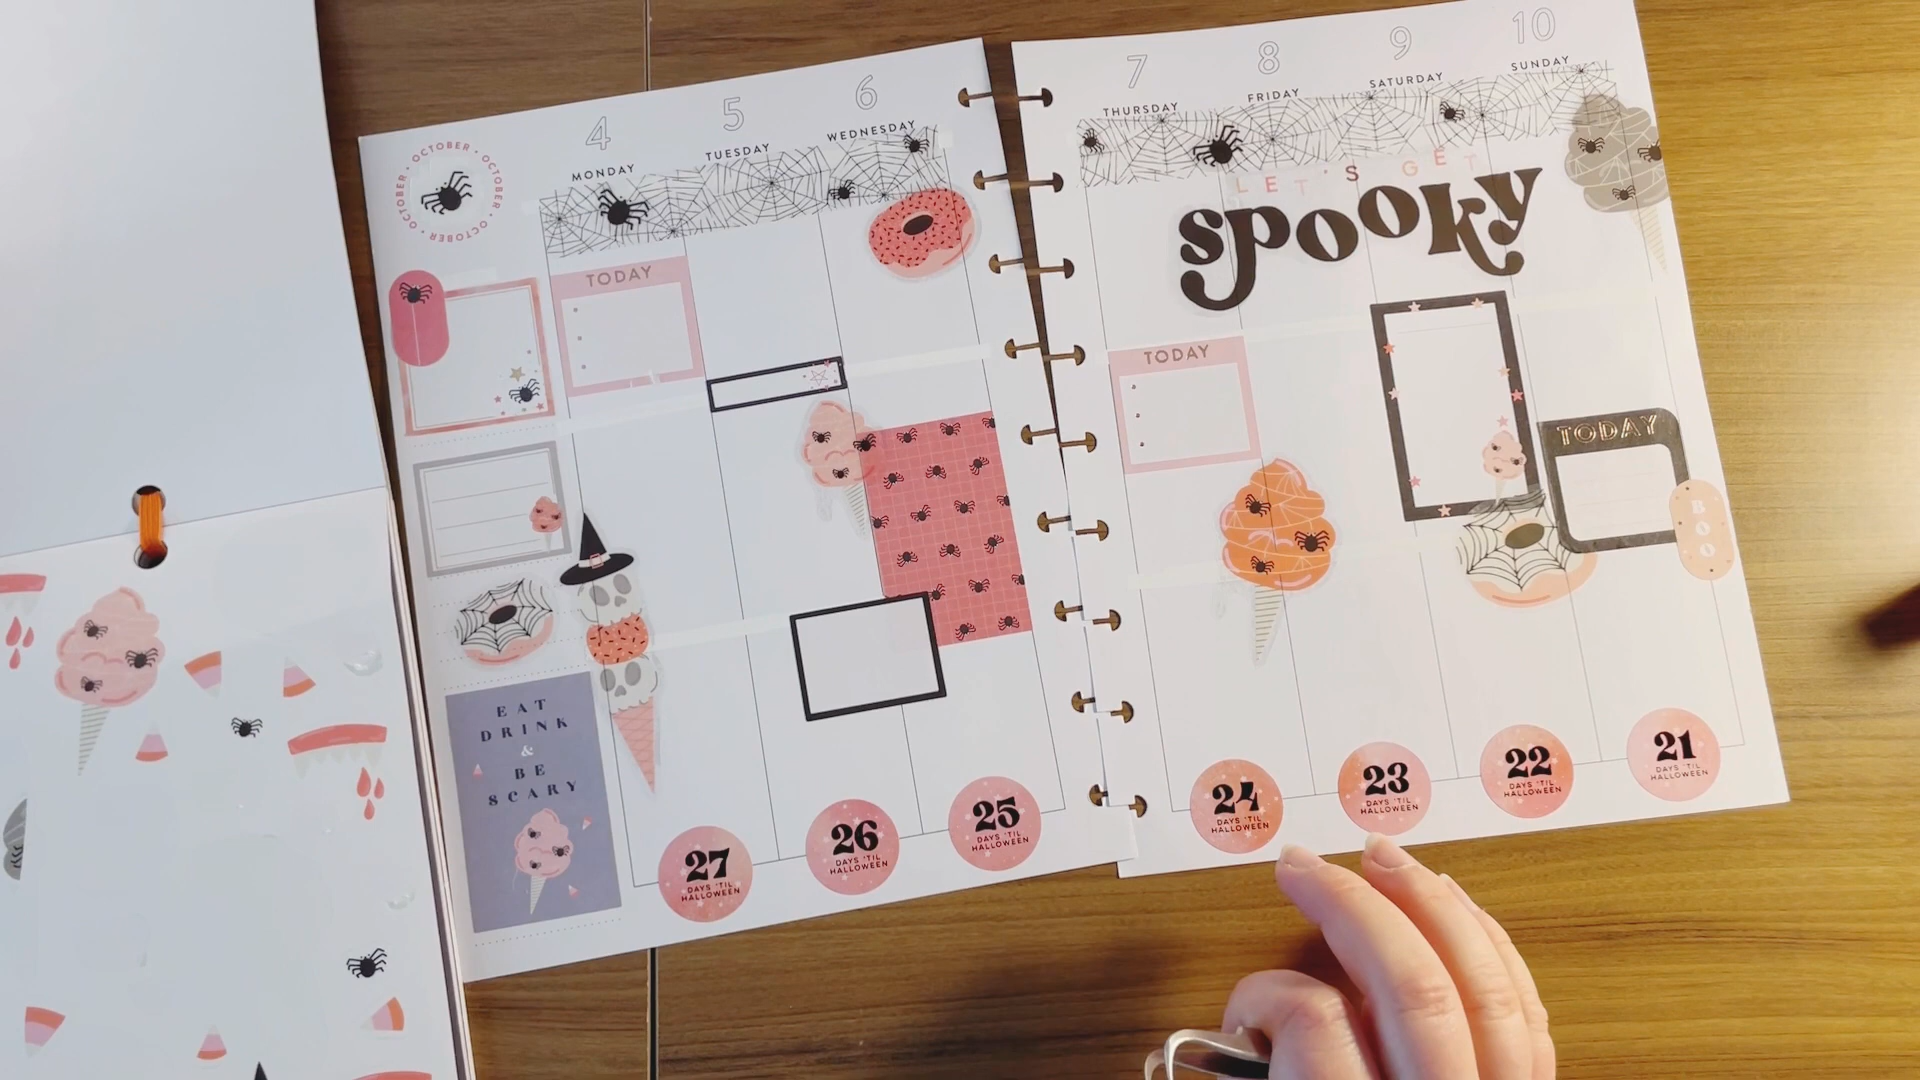 4 5 6
MONDAY TUESDAY WEDNESDAY
OCTOBER • OCTOBER • OCTOBER • OCTOBER •
TODAY
EAT
DRINK
&
BE
SCARY
27
DAYS 'TIL
HALLOWEEN
26
DAYS 'TIL
HALLOWEEN
25
DAYS 'TIL
HALLOWEEN
7 8 9 10
THURSDAY FRIDAY SATURDAY SUNDAY
LET'S GET
spooky
TODAY
TODAY
BOO
24
DAYS 'TIL
HALLOWEEN
23
DAYS 'TIL
HALLOWEEN
22
DAYS 'TIL
HALLOWEEN
21
DAYS 'TIL
HALLOWEEN